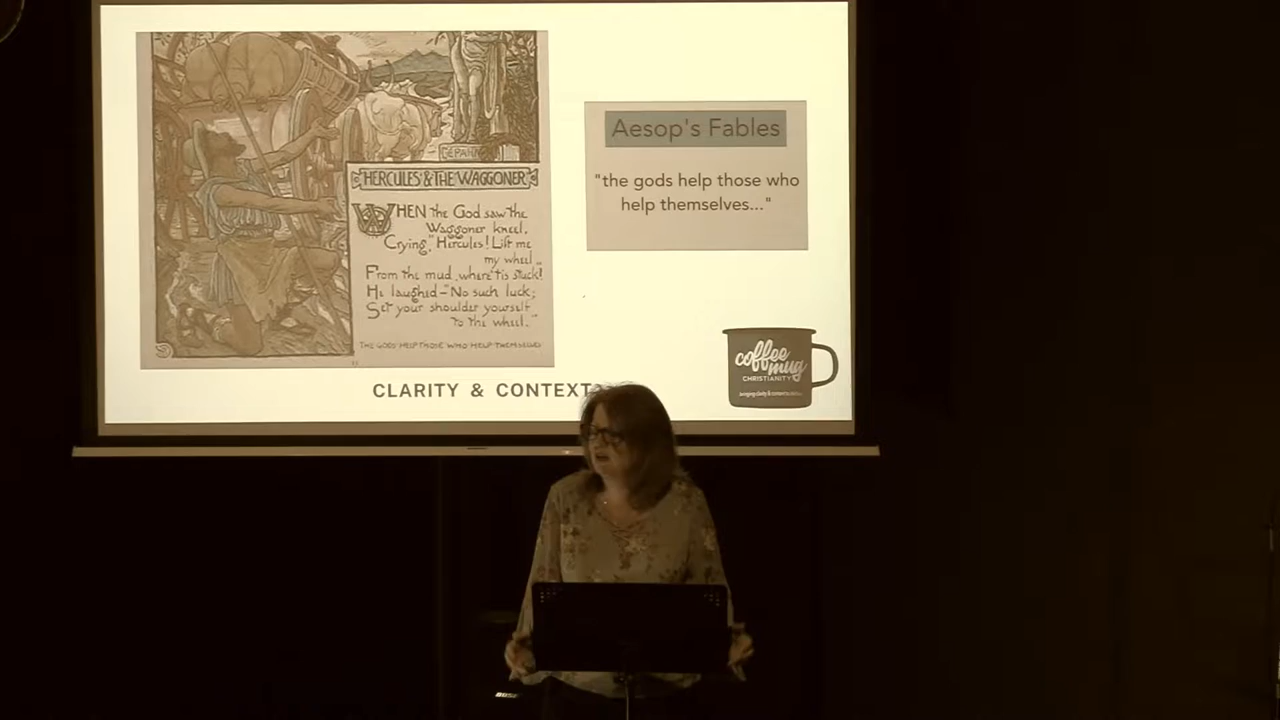 HERCULES & THE WAGGONER
WHEN the God saw the
Waggoner kneel,
Crying, "Hercules! Lift me
my wheel
From the mud, where 'tis stuck!
He laughed—"No such luck;
Set your shoulder yourself
to the wheel."
THE GODS HELP THOSE WHO HELP THEMSELVES
Aesop's Fables
"the gods help those who
help themselves..."
CLARITY & CONTEXT
coffee
mug
CHRISTIANITY
BOSE